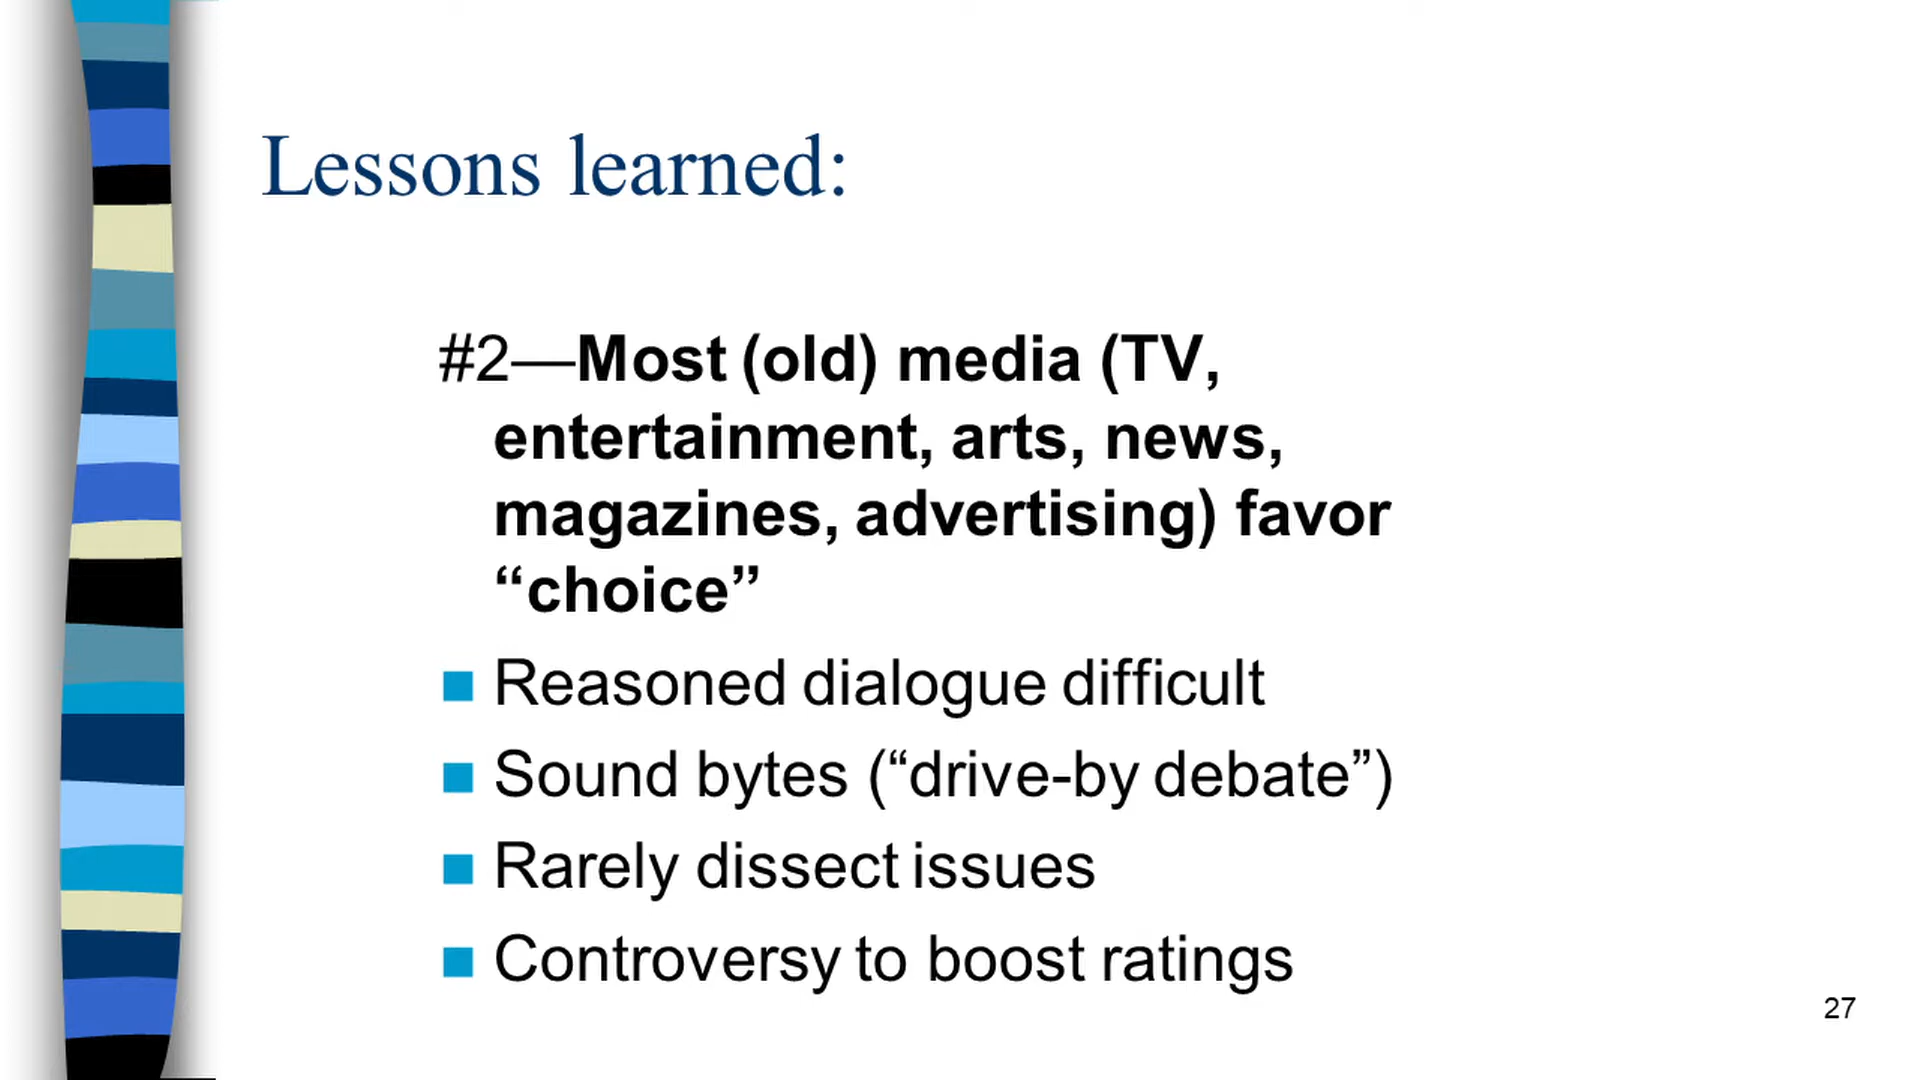 Lessons learned:
#2—Most (old) media (TV,
entertainment, arts, news,
magazines, advertising) favor
“choice”
Reasoned dialogue difficult
Sound bytes (“drive-by debate”)
Rarely dissect issues
Controversy to boost ratings
27